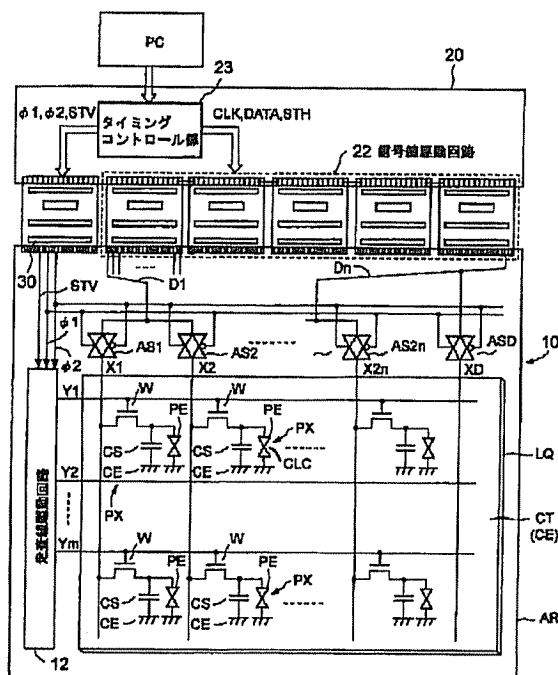 PC
20
23
φ1,φ2,STV
タイミング
コントロール部
CLK,DATA,STH
22 信号線駆動回路
30
STV
φ1
φ2
D1
Dn
AS1
AS2
AS2n
ASD
10
X1
X2
X2n
XD
Y1
W
W
PE
PE
PX
CS
CS
CLC
CE
CE
LQ
Y2
PX
CT
(CE)
走査線駆動回路
Ym
W
W
PE
PE
PX
CS
CS
CE
CE
AR
12